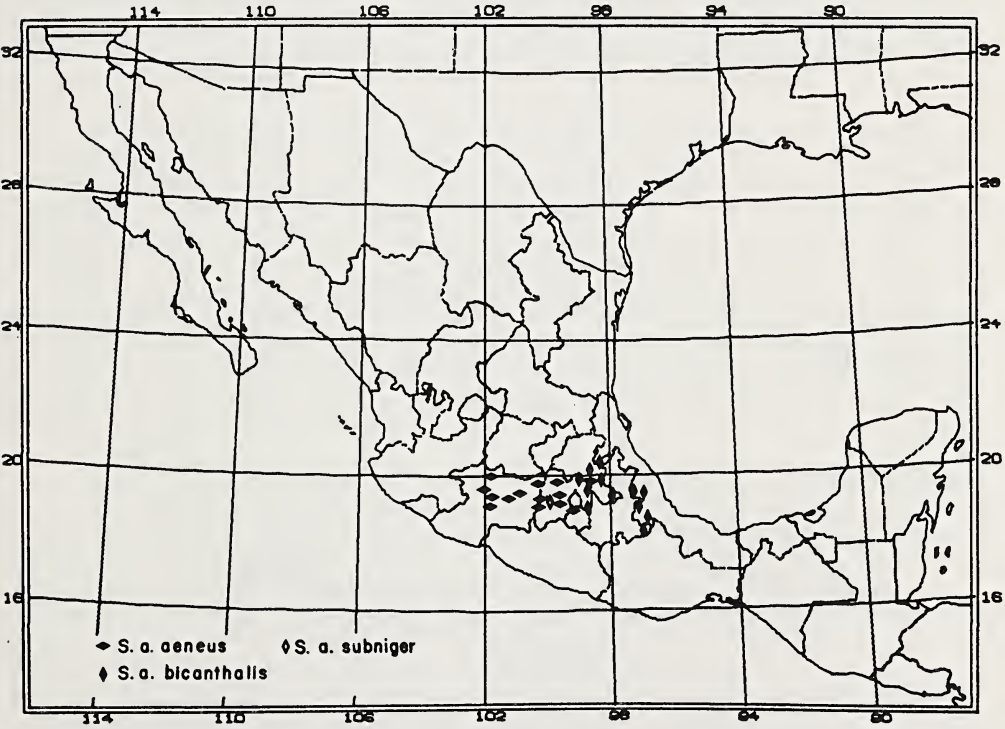 114 110 106 102 98 94 90
32 32
28 28
24 24
20 20
16 16
S. a. aeneus S. a. subniger
S. a. bicanthalis
114 110 106 102 98 94 90